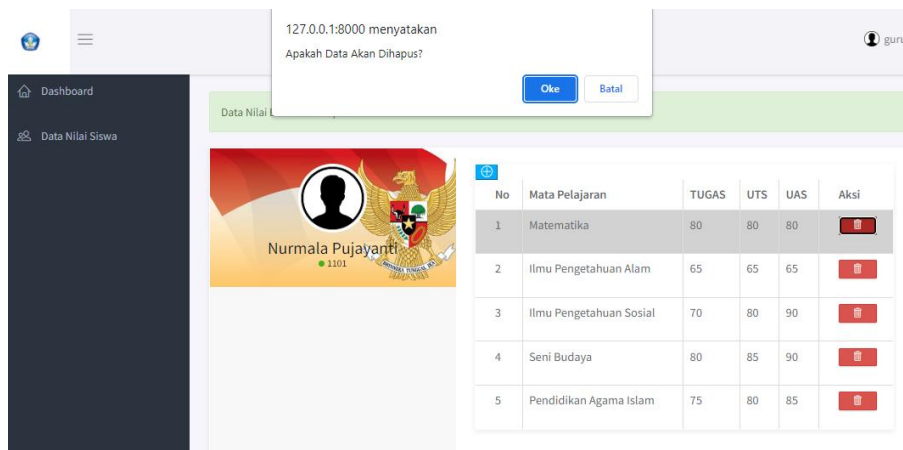 127.0.0.1:8000 menyatakan
Apakah Data Akan Dihapus?
Oke Batal
guru
Dashboard
Data Nilai Siswa
Data Nilai
Nurmala Pujayanti
1101
No Mata Pelajaran TUGAS UTS UAS Aksi
1 Matematika 80 80 80
2 Ilmu Pengetahuan Alam 65 65 65
3 Ilmu Pengetahuan Sosial 70 80 90
4 Seni Budaya 80 85 90
5 Pendidikan Agama Islam 75 80 85